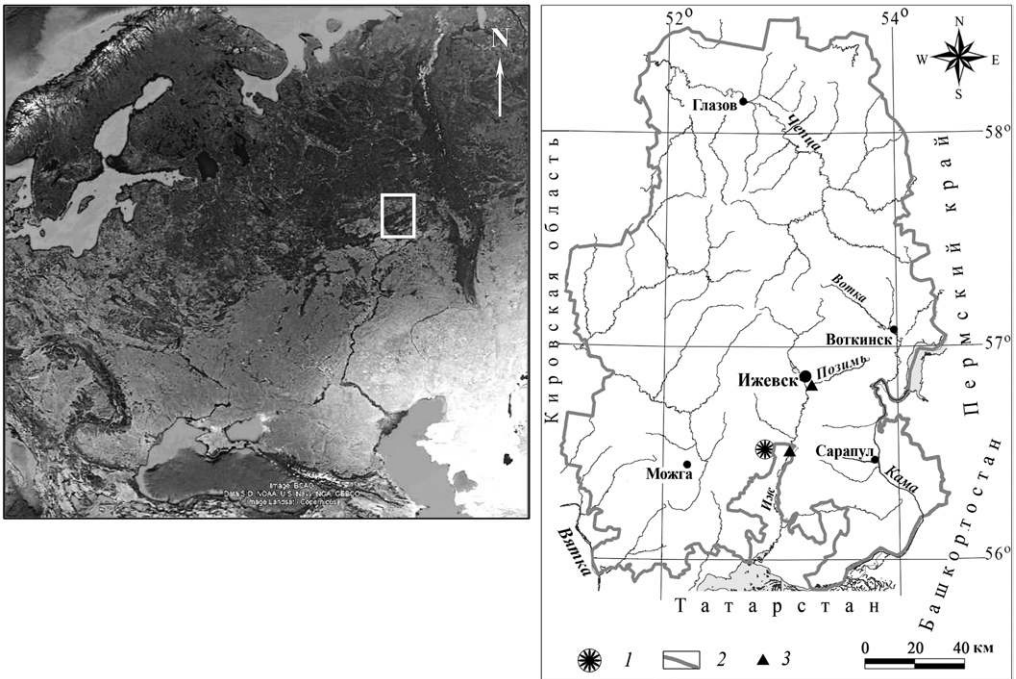 N
Image IBCAO
Data SIO, NOAA, U.S. Navy, NGA, GEBCO
Image Landsat / Copernicus
52° 54°
N
W E
S
Глазов
Чепца
58°
Кировская область
Пермский край
Вотка
Воткинск
57°
Позимь
Ижевск
Сарапул
Можга
Кама
Иж
Вятка
56°
Башкортостан
Татарстан
1 2 3
0 20 40 км